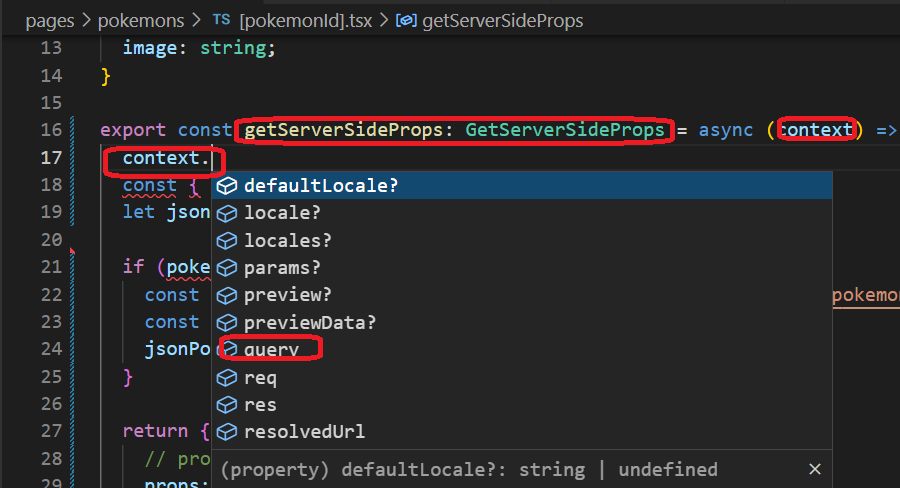 pages > pokemons > TS [pokemonId].tsx > getServerSideProps
13 image: string;
14 }
15
16 export const getServerSideProps: GetServerSideProps = async (context) =>
17 context.
18 const { defaultLocale?
19 let json locale?
20 locales?
21 if (poke params?
22 const preview? pokemon
23 const previewData?
24 jsonPo query
25 } req
26 res
27 return { resolvedUrl
28 // pro
29 props: (property) defaultLocale?: string | undefined ×